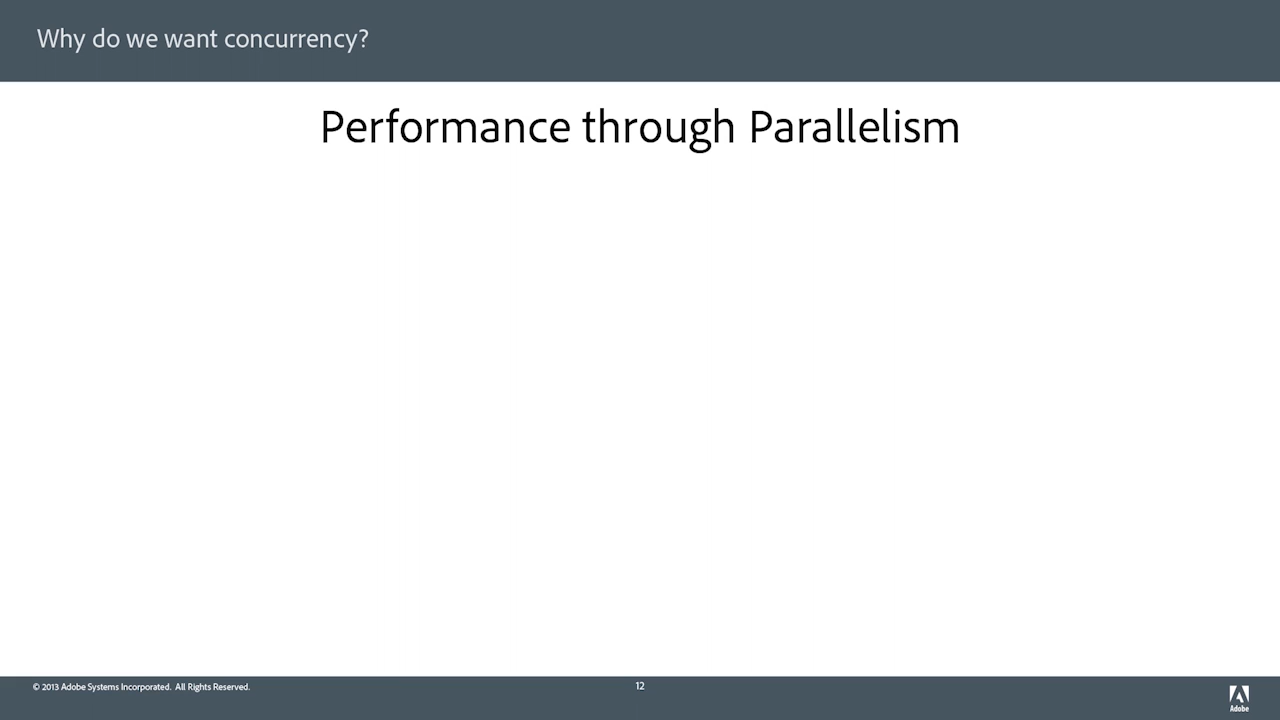 Why do we want concurrency?
Performance through Parallelism
© 2013 Adobe Systems Incorporated. All Rights Reserved.
12
Adobe